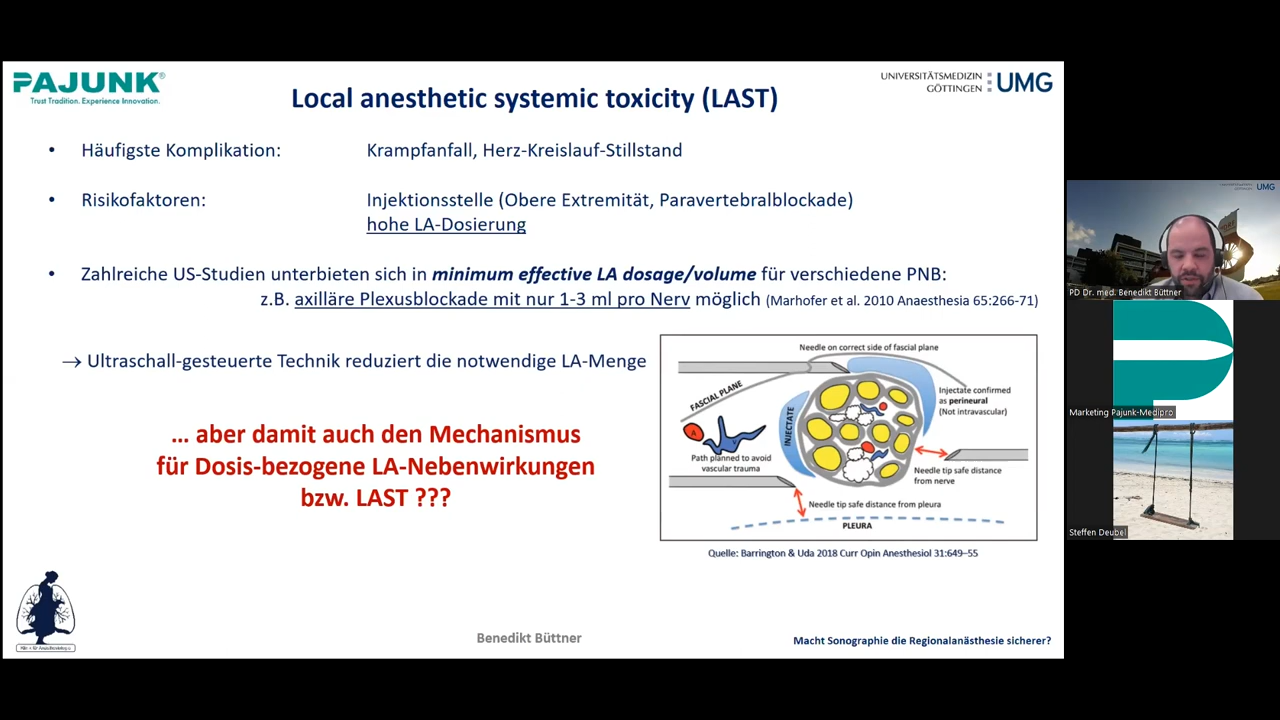 PAJUNK®
Trust Tradition. Experience Innovation.
UNIVERSITÄTSMEDIZIN
GÖTTINGEN
UMG
Local anesthetic systemic toxicity (LAST)
• Häufigste Komplikation: Krampfanfall, Herz-Kreislauf-Stillstand
• Risikofaktoren: Injektionsstelle (Obere Extremität, Paravertebralblockade)
hohe LA-Dosierung
• Zahlreiche US-Studien unterbieten sich in minimum effective LA dosage/volume für verschiedene PNB:
z.B. axilläre Plexusblockade mit nur 1-3 ml pro Nerv möglich (Marhofer et al. 2010 Anaesthesia 65:266-71)
→ Ultraschall-gesteuerte Technik reduziert die notwendige LA-Menge
... aber damit auch den Mechanismus
für Dosis-bezogene LA-Nebenwirkungen
bzw. LAST ???
Needle on correct side of fascial plane
FASCIAL PLANE
Injectate confirmed
as perineural
(Not intravascular)
INJECTATE
A
V
Path planned to avoid
vascular trauma
Needle tip safe distance
from nerve
Needle tip safe distance from pleura
PLEURA
Quelle: Barrington & Uda 2018 Curr Opin Anesthesiol 31:649–55
Benedikt Büttner
Macht Sonographie die Regionalanästhesie sicherer?
UMG
PD Dr. med. Benedikt Büttner
Marketing Pajunk-Medipro
Steffen Deubel